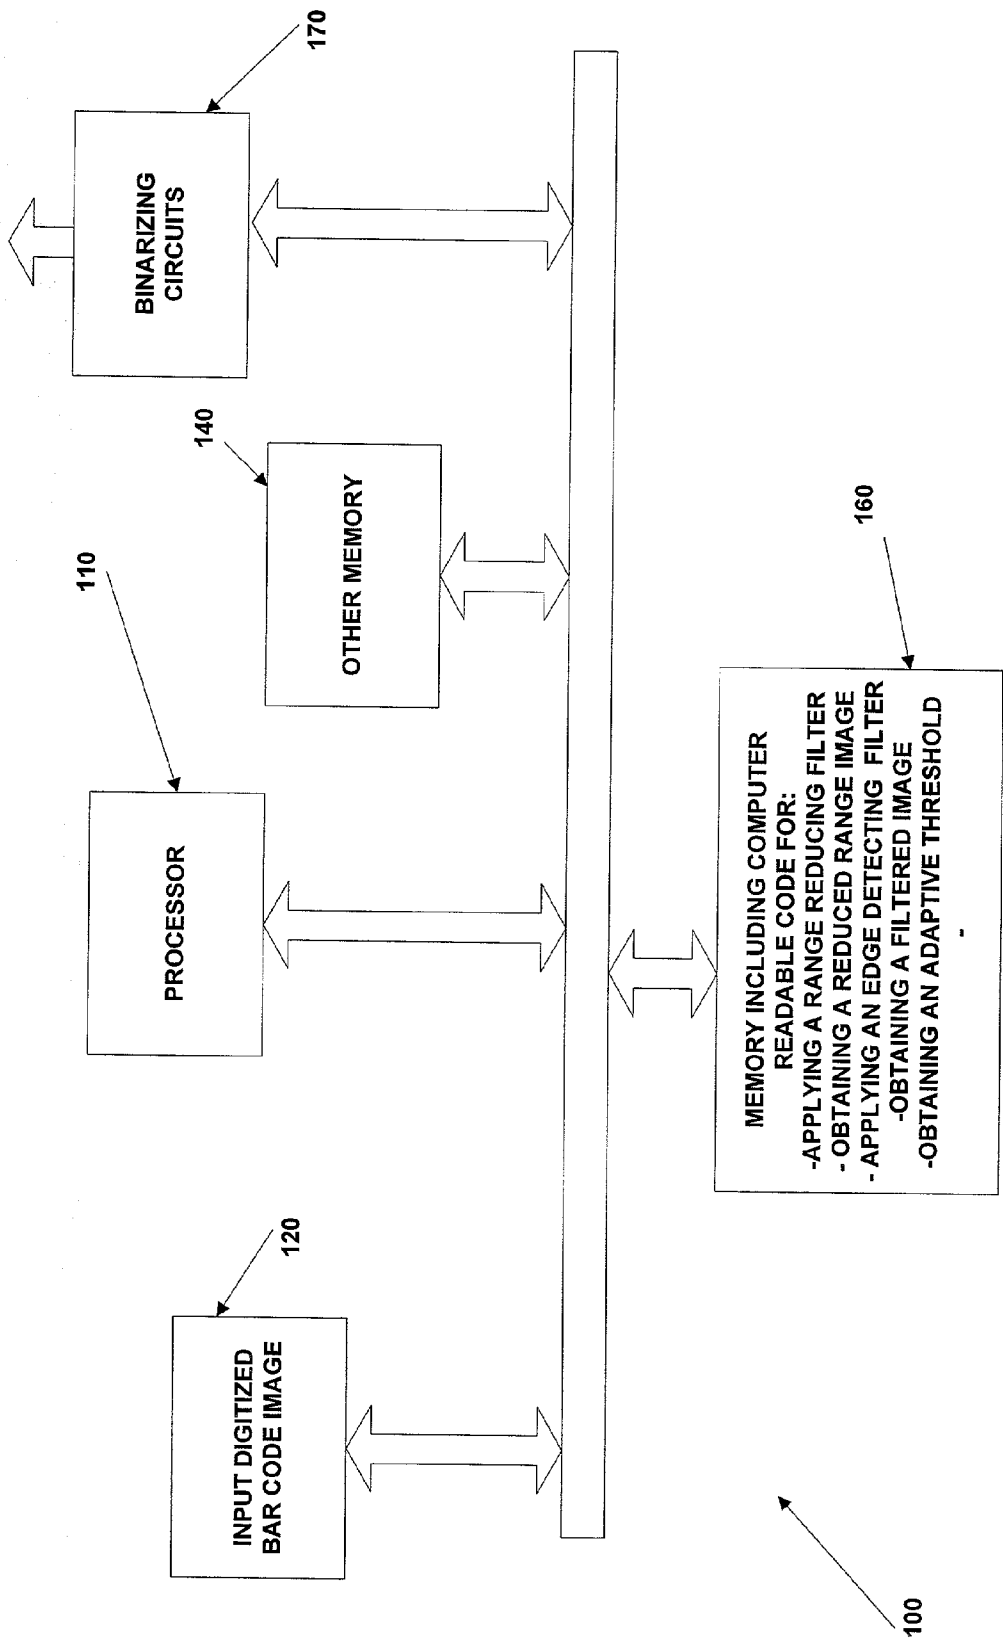 INPUT DIGITIZED
BAR CODE IMAGE
120
PROCESSOR
110
OTHER MEMORY
140
BINARIZING
CIRCUITS
170
MEMORY INCLUDING COMPUTER
READABLE CODE FOR:
-APPLYING A RANGE REDUCING FILTER
- OBTAINING A REDUCED RANGE IMAGE
- APPLYING AN EDGE DETECTING FILTER
-OBTAINING A FILTERED IMAGE
-OBTAINING AN ADAPTIVE THRESHOLD
-
160
100